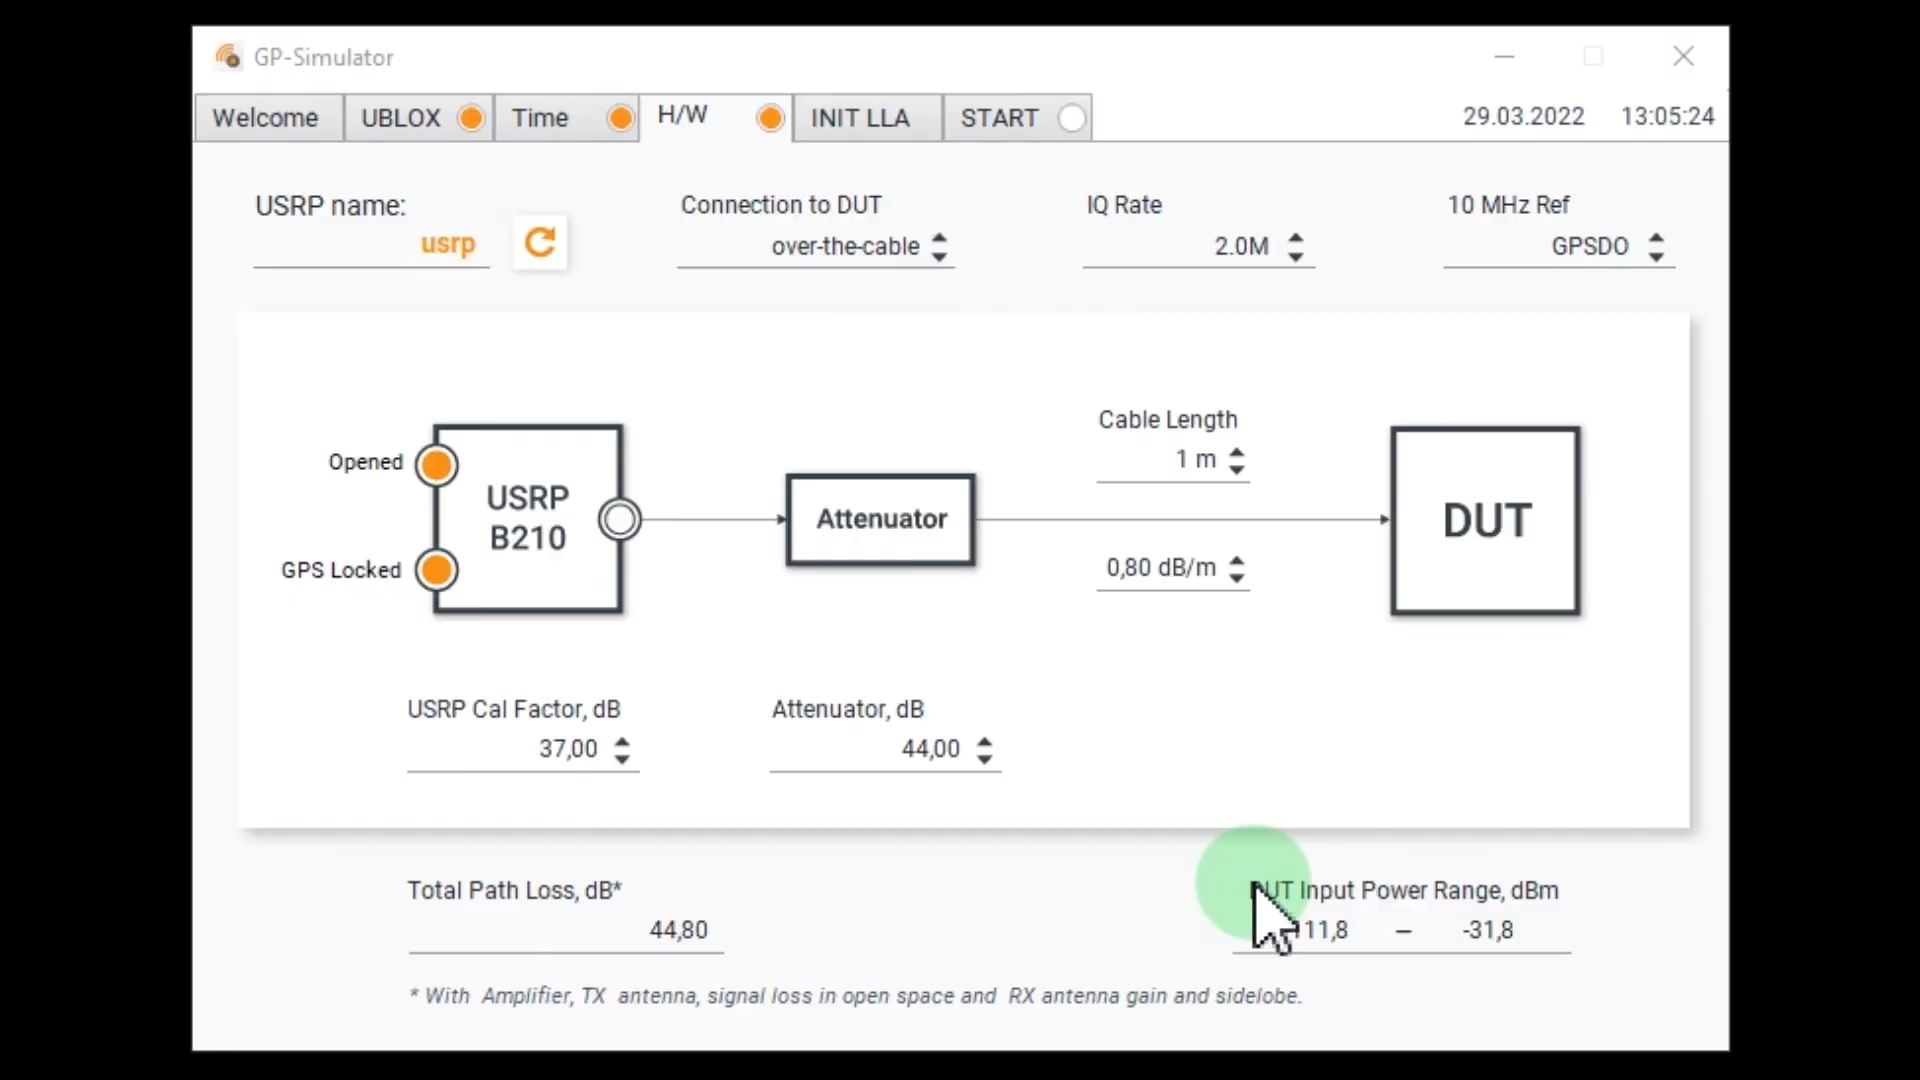 GP-Simulator
Welcome UBLOX Time H/W INIT LLA START 29.03.2022 13:05:24
USRP name: Connection to DUT IQ Rate 10 MHz Ref
usrp over-the-cable 2.0M GPSDO
Cable Length
1 m
Opened
USRP
B210
Attenuator
DUT
GPS Locked
0,80 dB/m
USRP Cal Factor, dB Attenuator, dB
37,00 44,00
Total Path Loss, dB* Input Power Range, dBm
44,80 – -31,8
* With Amplifier, TX antenna, signal loss in open space and RX antenna gain and sidelobe.